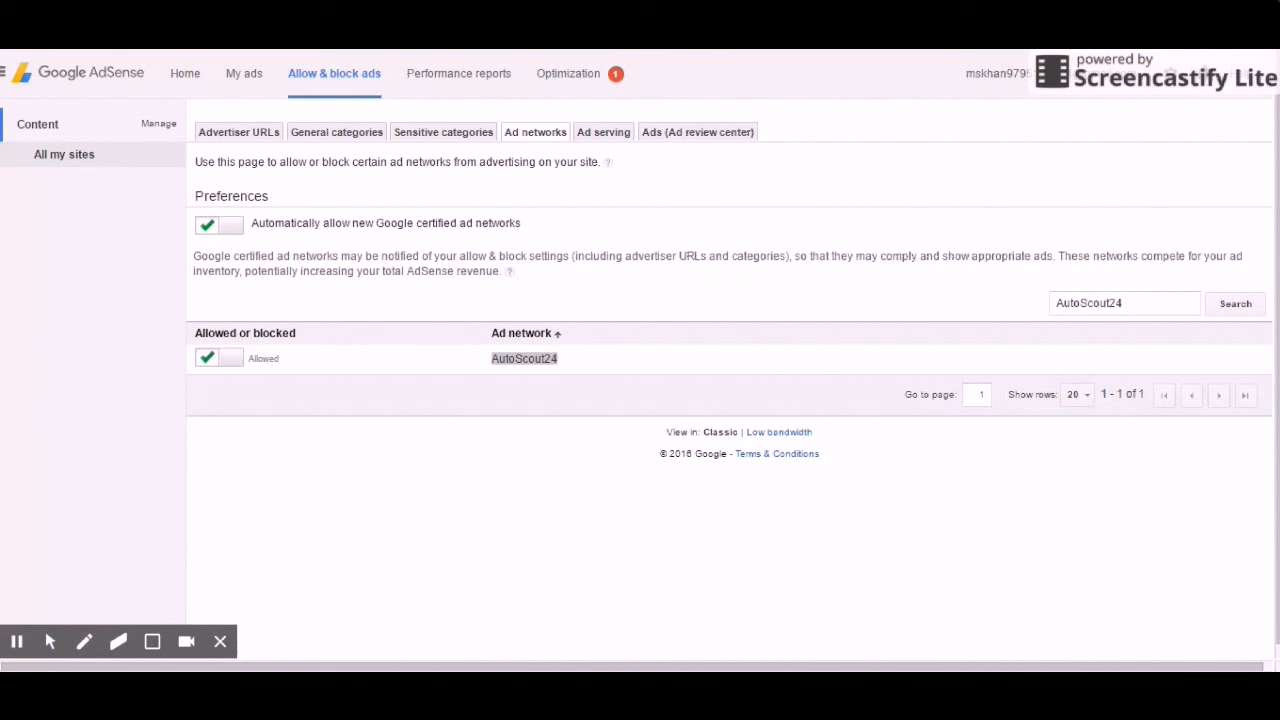 powered by
Screencastify Lite
Google AdSense Home My ads Allow & block ads Performance reports Optimization 1 mskhan979
Content Manage
All my sites
Advertiser URLs General categories Sensitive categories Ad networks Ad serving Ads (Ad review center)
Use this page to allow or block certain ad networks from advertising on your site. ?
Preferences
Automatically allow new Google certified ad networks
Google certified ad networks may be notified of your allow & block settings (including advertiser URLs and categories), so that they may comply and show appropriate ads. These networks compete for your ad
inventory, potentially increasing your total AdSense revenue. ?
AutoScout24 Search
Allowed or blocked Ad network
Allowed AutoScout24
Go to page: 1 Show rows: 20 1 - 1 of 1
View in: Classic | Low bandwidth
© 2016 Google - Terms & Conditions